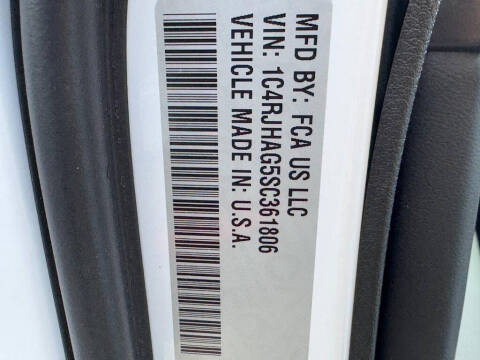 MFD BY: FCA US LLC
VIN: 1C4RJHAG5SC361806
VEHICLE MADE IN: U.S.A.